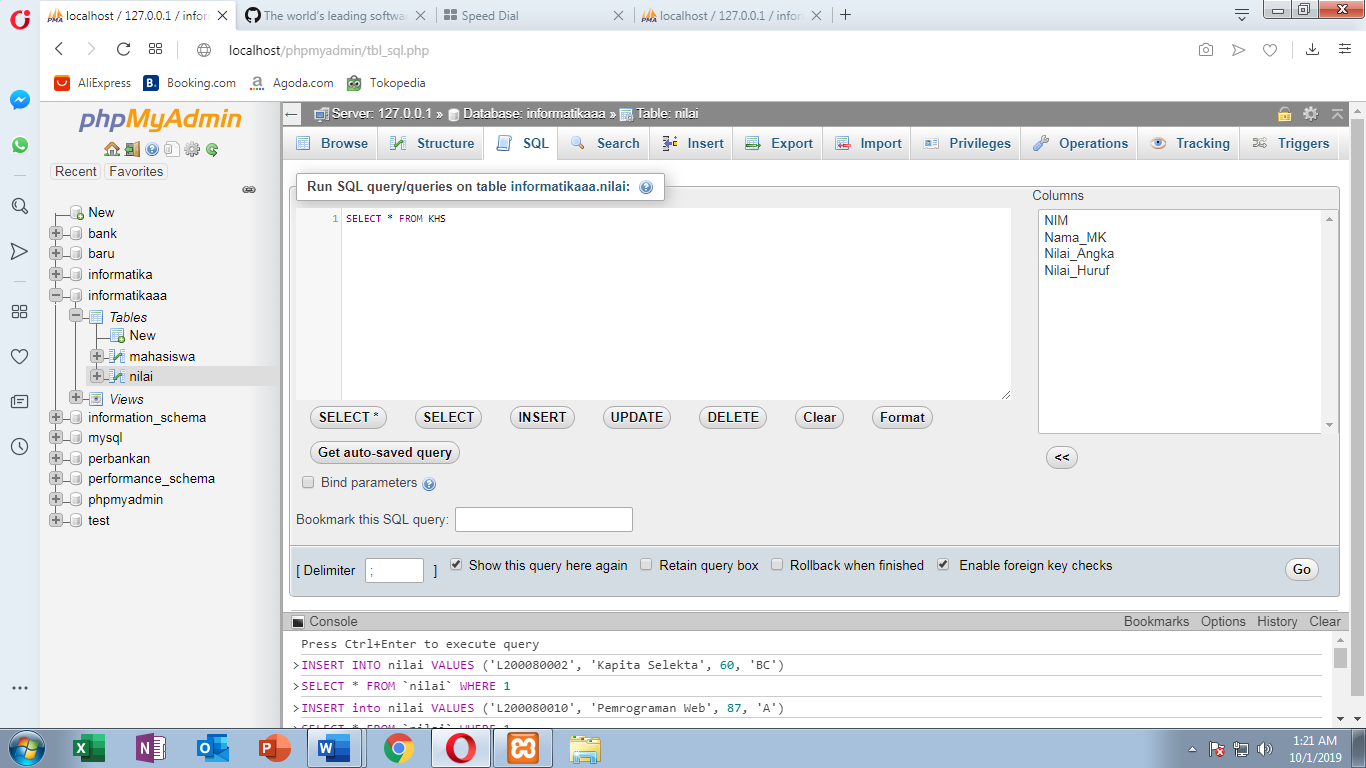 localhost / 127.0.0.1 / infor
The world's leading softwa
Speed Dial
localhost / 127.0.0.1 / infor
localhost/phpmyadmin/tbl_sql.php
AliExpress
Booking.com
Agoda.com
Tokopedia
phpMyAdmin
Recent
Favorites
New
bank
baru
informatika
informatikaaa
Tables
New
mahasiswa
nilai
Views
information_schema
mysql
perbankan
performance_schema
phpmyadmin
test
Server: 127.0.0.1 » Database: informatikaaa » Table: nilai
Browse
Structure
SQL
Search
Insert
Export
Import
Privileges
Operations
Tracking
Triggers
Run SQL query/queries on table informatikaaa.nilai:
1 SELECT * FROM KHS
Columns
NIM
Nama_MK
Nilai_Angka
Nilai_Huruf
<<
SELECT *
SELECT
INSERT
UPDATE
DELETE
Clear
Format
Get auto-saved query
Bind parameters
Bookmark this SQL query:
[ Delimiter ; ]
Show this query here again
Retain query box
Rollback when finished
Enable foreign key checks
Go
Console
Bookmarks
Options
History
Clear
Press Ctrl+Enter to execute query
>INSERT INTO nilai VALUES ('L200080002', 'Kapita Selekta', 60, 'BC')
>SELECT * FROM `nilai` WHERE 1
>INSERT into nilai VALUES ('L200080010', 'Pemrograman Web', 87, 'A')
>SELECT * FROM `nilai` WHERE 1
1:21 AM
10/1/2019